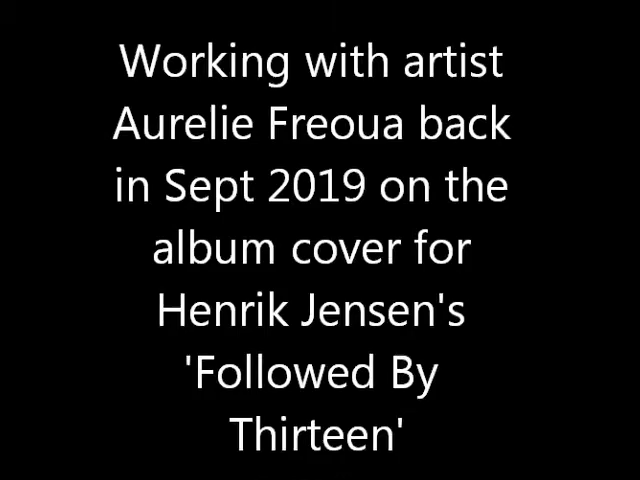 Working with artist
Aurelie Freoua back
in Sept 2019 on the
album cover for
Henrik Jensen's
'Followed By
Thirteen'